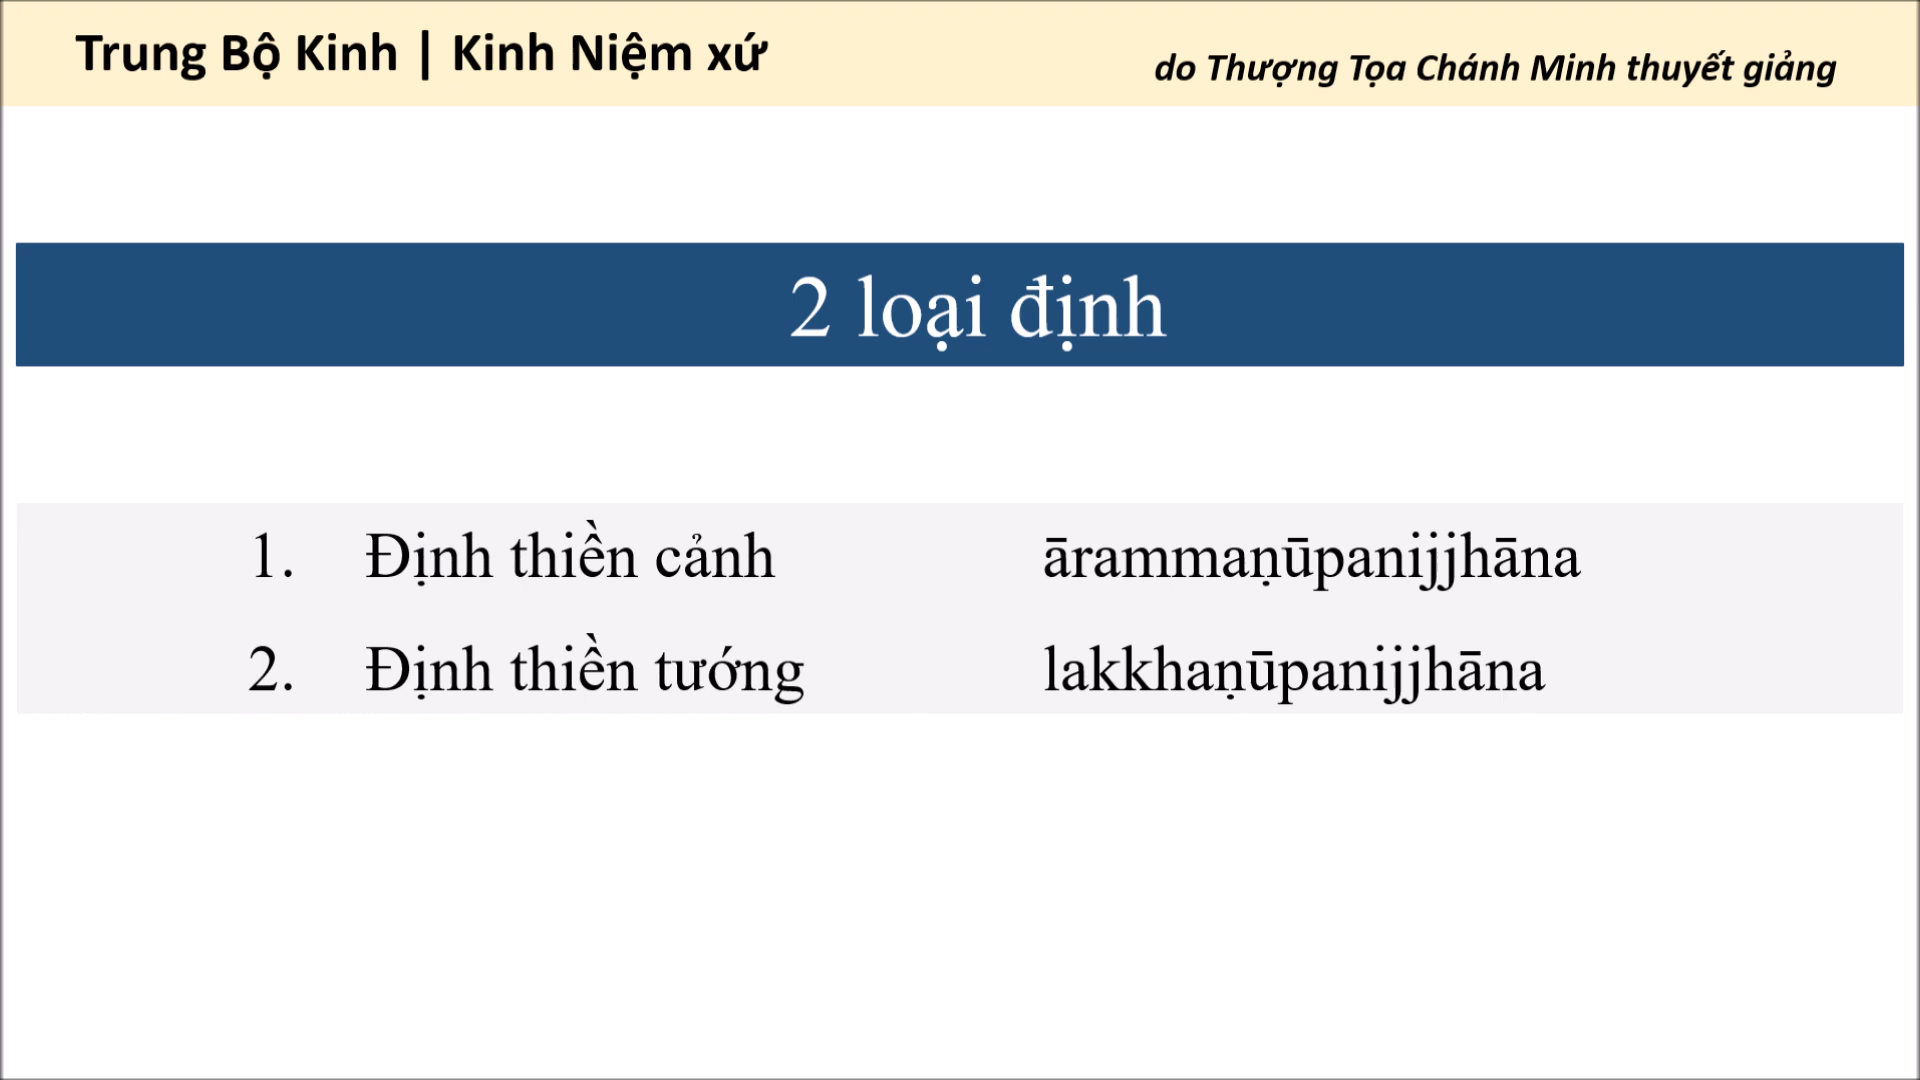 Trung Bộ Kinh | Kinh Niệm xứ
do Thượng Tọa Chánh Minh thuyết giảng
2 loại định
1. Định thiền cảnh ārammaṇūpanijjhāna
2. Định thiền tướng lakkhaṇūpanijjhāna